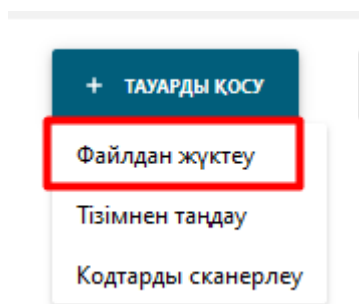 + ТАУАРДЫ ҚОСУ
Файлдан жүктеу
Тізімнен таңдау
Кодтарды сканерлеу